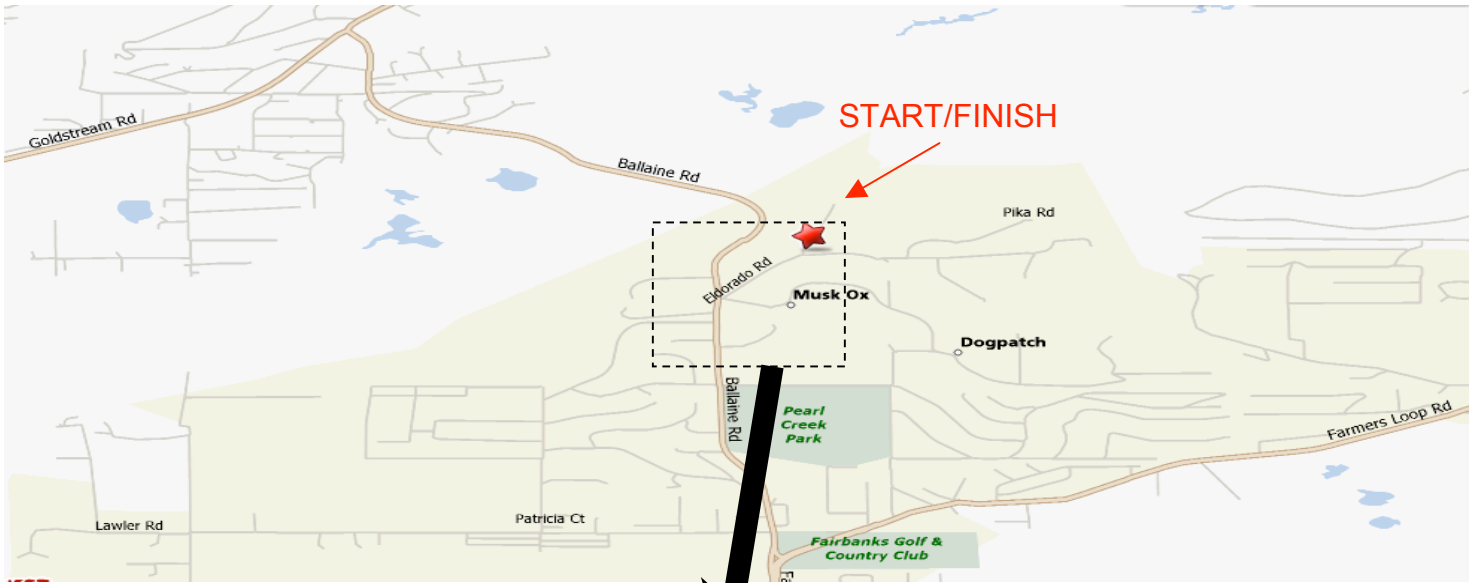 START/FINISH
Goldstream Rd
Ballaine Rd
Pika Rd
Eldorado Rd
Musk Ox
Dogpatch
Ballaine Rd
Pearl
Creek
Park
Farmers Loop Rd
Lawler Rd
Patricia Ct
Fairbanks Golf &
Country Club